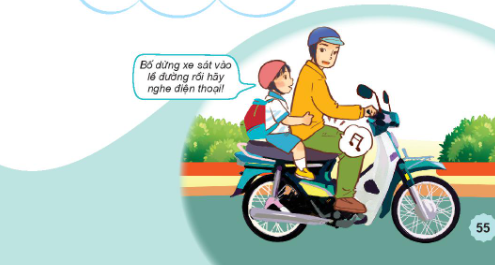 Bố dừng xe sát vào
lề đường rồi hãy
nghe điện thoại!
55